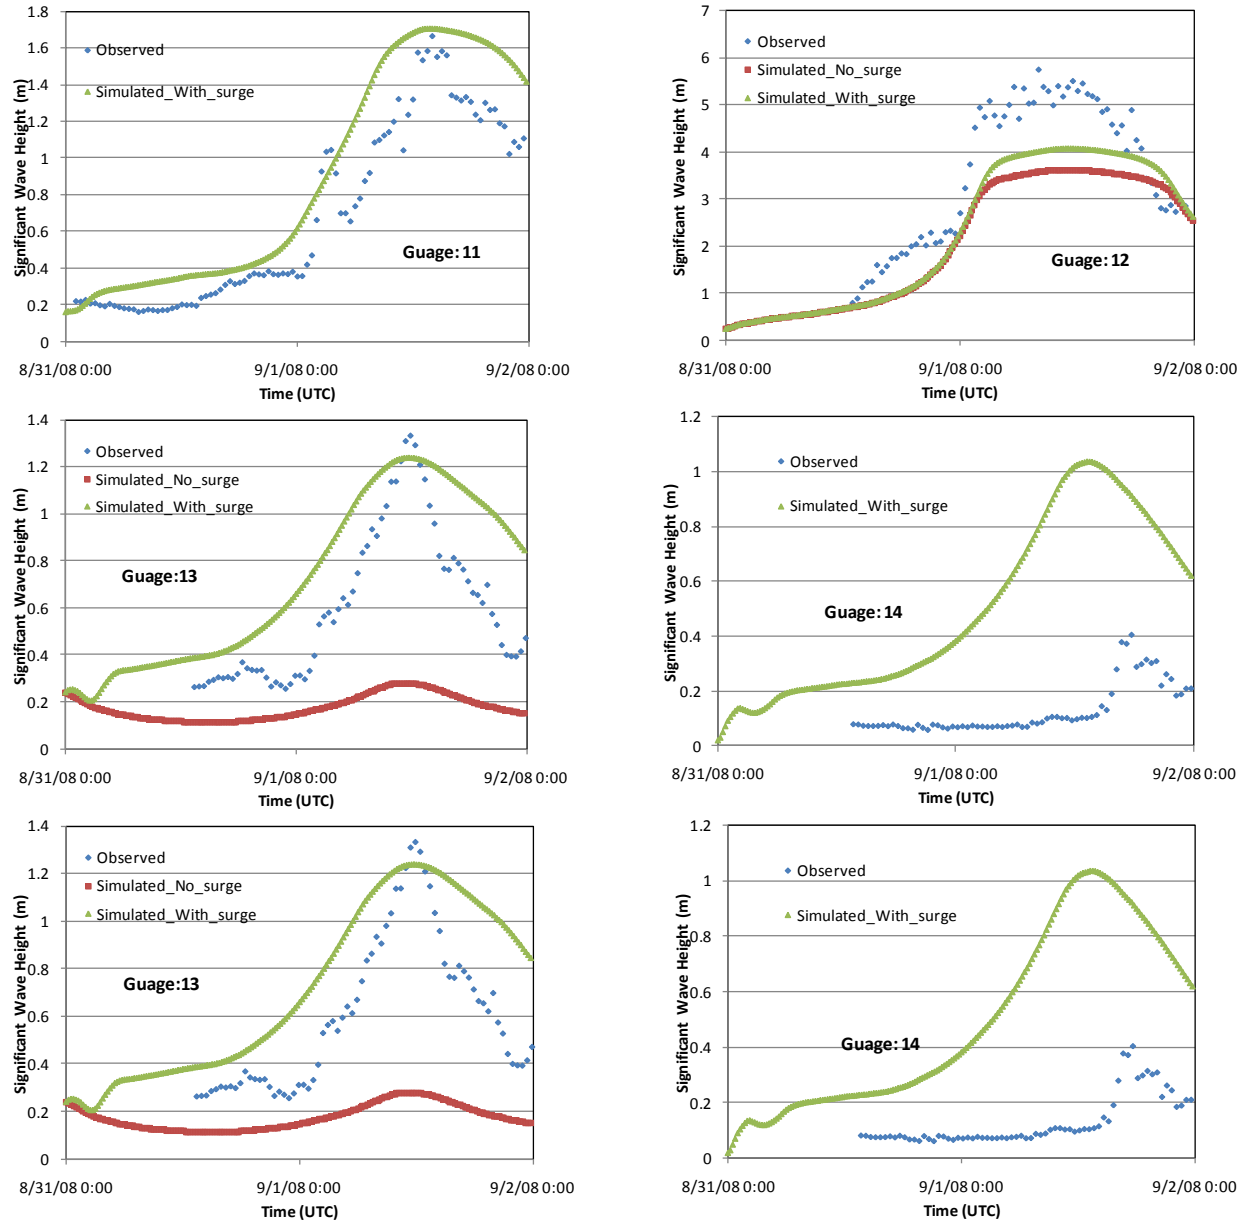 1.8
1.6
1.4
1.2
1
0.8
0.6
0.4
0.2
0
Significant Wave Height (m)
Observed
Simulated_With_surge
Guage: 11
8/31/08 0:00
9/1/08 0:00
9/2/08 0:00
Time (UTC)
7
6
5
4
3
2
1
0
Significant Wave Height (m)
Observed
Simulated_No_surge
Simulated_With_surge
Guage: 12
8/31/08 0:00
9/1/08 0:00
9/2/08 0:00
Time (UTC)
1.4
1.2
1
0.8
0.6
0.4
0.2
0
Significant Wave Height (m)
Observed
Simulated_No_surge
Simulated_With_surge
Guage:13
8/31/08 0:00
9/1/08 0:00
9/2/08 0:00
Time (UTC)
1.2
1
0.8
0.6
0.4
0.2
0
Significant Wave Height (m)
Observed
Simulated_With_surge
Guage: 14
8/31/08 0:00
9/1/08 0:00
9/2/08 0:00
Time (UTC)
1.4
1.2
1
0.8
0.6
0.4
0.2
0
Significant Wave Height (m)
Observed
Simulated_No_surge
Simulated_With_surge
Guage:13
8/31/08 0:00
9/1/08 0:00
9/2/08 0:00
Time (UTC)
1.2
1
0.8
0.6
0.4
0.2
0
Significant Wave Height (m)
Observed
Simulated_With_surge
Guage: 14
8/31/08 0:00
9/1/08 0:00
9/2/08 0:00
Time (UTC)